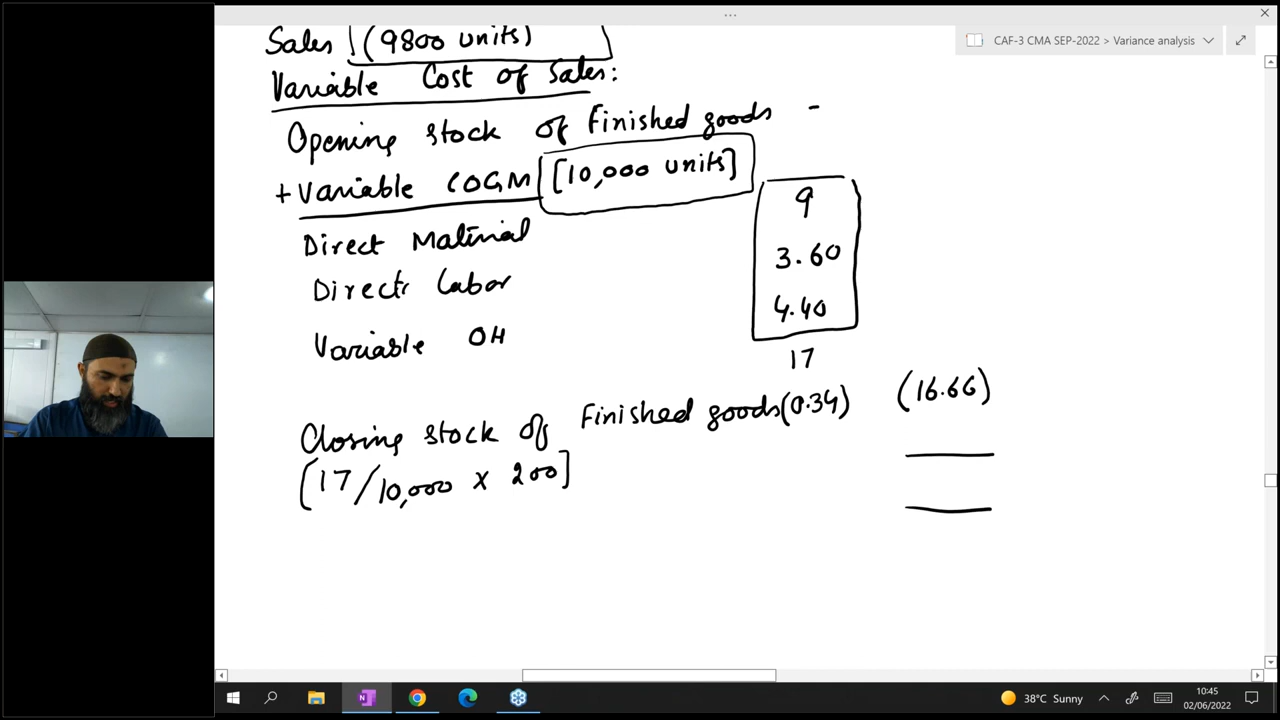 CAF-3 CMA SEP-2022 > Variance analysis
Sales (9800 units)
Variable Cost of Sales:
Opening stock of Finished goods -
+ Variable COGM [10,000 units]
Direct Material 9
Direct Labor 3.60
Variable OH 4.40
17
Closing stock of Finished goods (0.34) (16.66)
[17/10,000 x 200]
38°C Sunny
10:45
02/06/2022